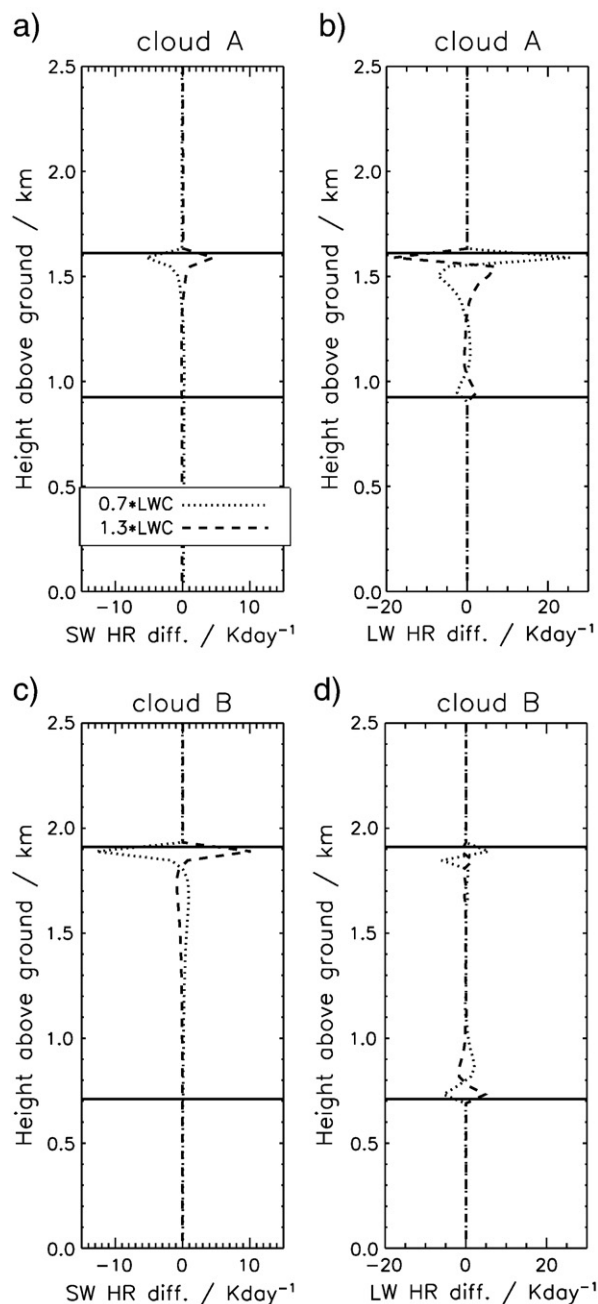 a)
cloud A
2.5
2.0
1.5
1.0
0.5
0.0
Height above ground / km
0.7*LWC
1.3*LWC
-10 0 10
SW HR diff. / Kday⁻¹
b)
cloud A
2.5
2.0
1.5
1.0
0.5
0.0
Height above ground / km
-20 0 20
LW HR diff. / Kday⁻¹
c)
cloud B
2.5
2.0
1.5
1.0
0.5
0.0
Height above ground / km
-10 0 10
SW HR diff. / Kday⁻¹
d)
cloud B
2.5
2.0
1.5
1.0
0.5
0.0
Height above ground / km
-20 0 20
LW HR diff. / Kday⁻¹